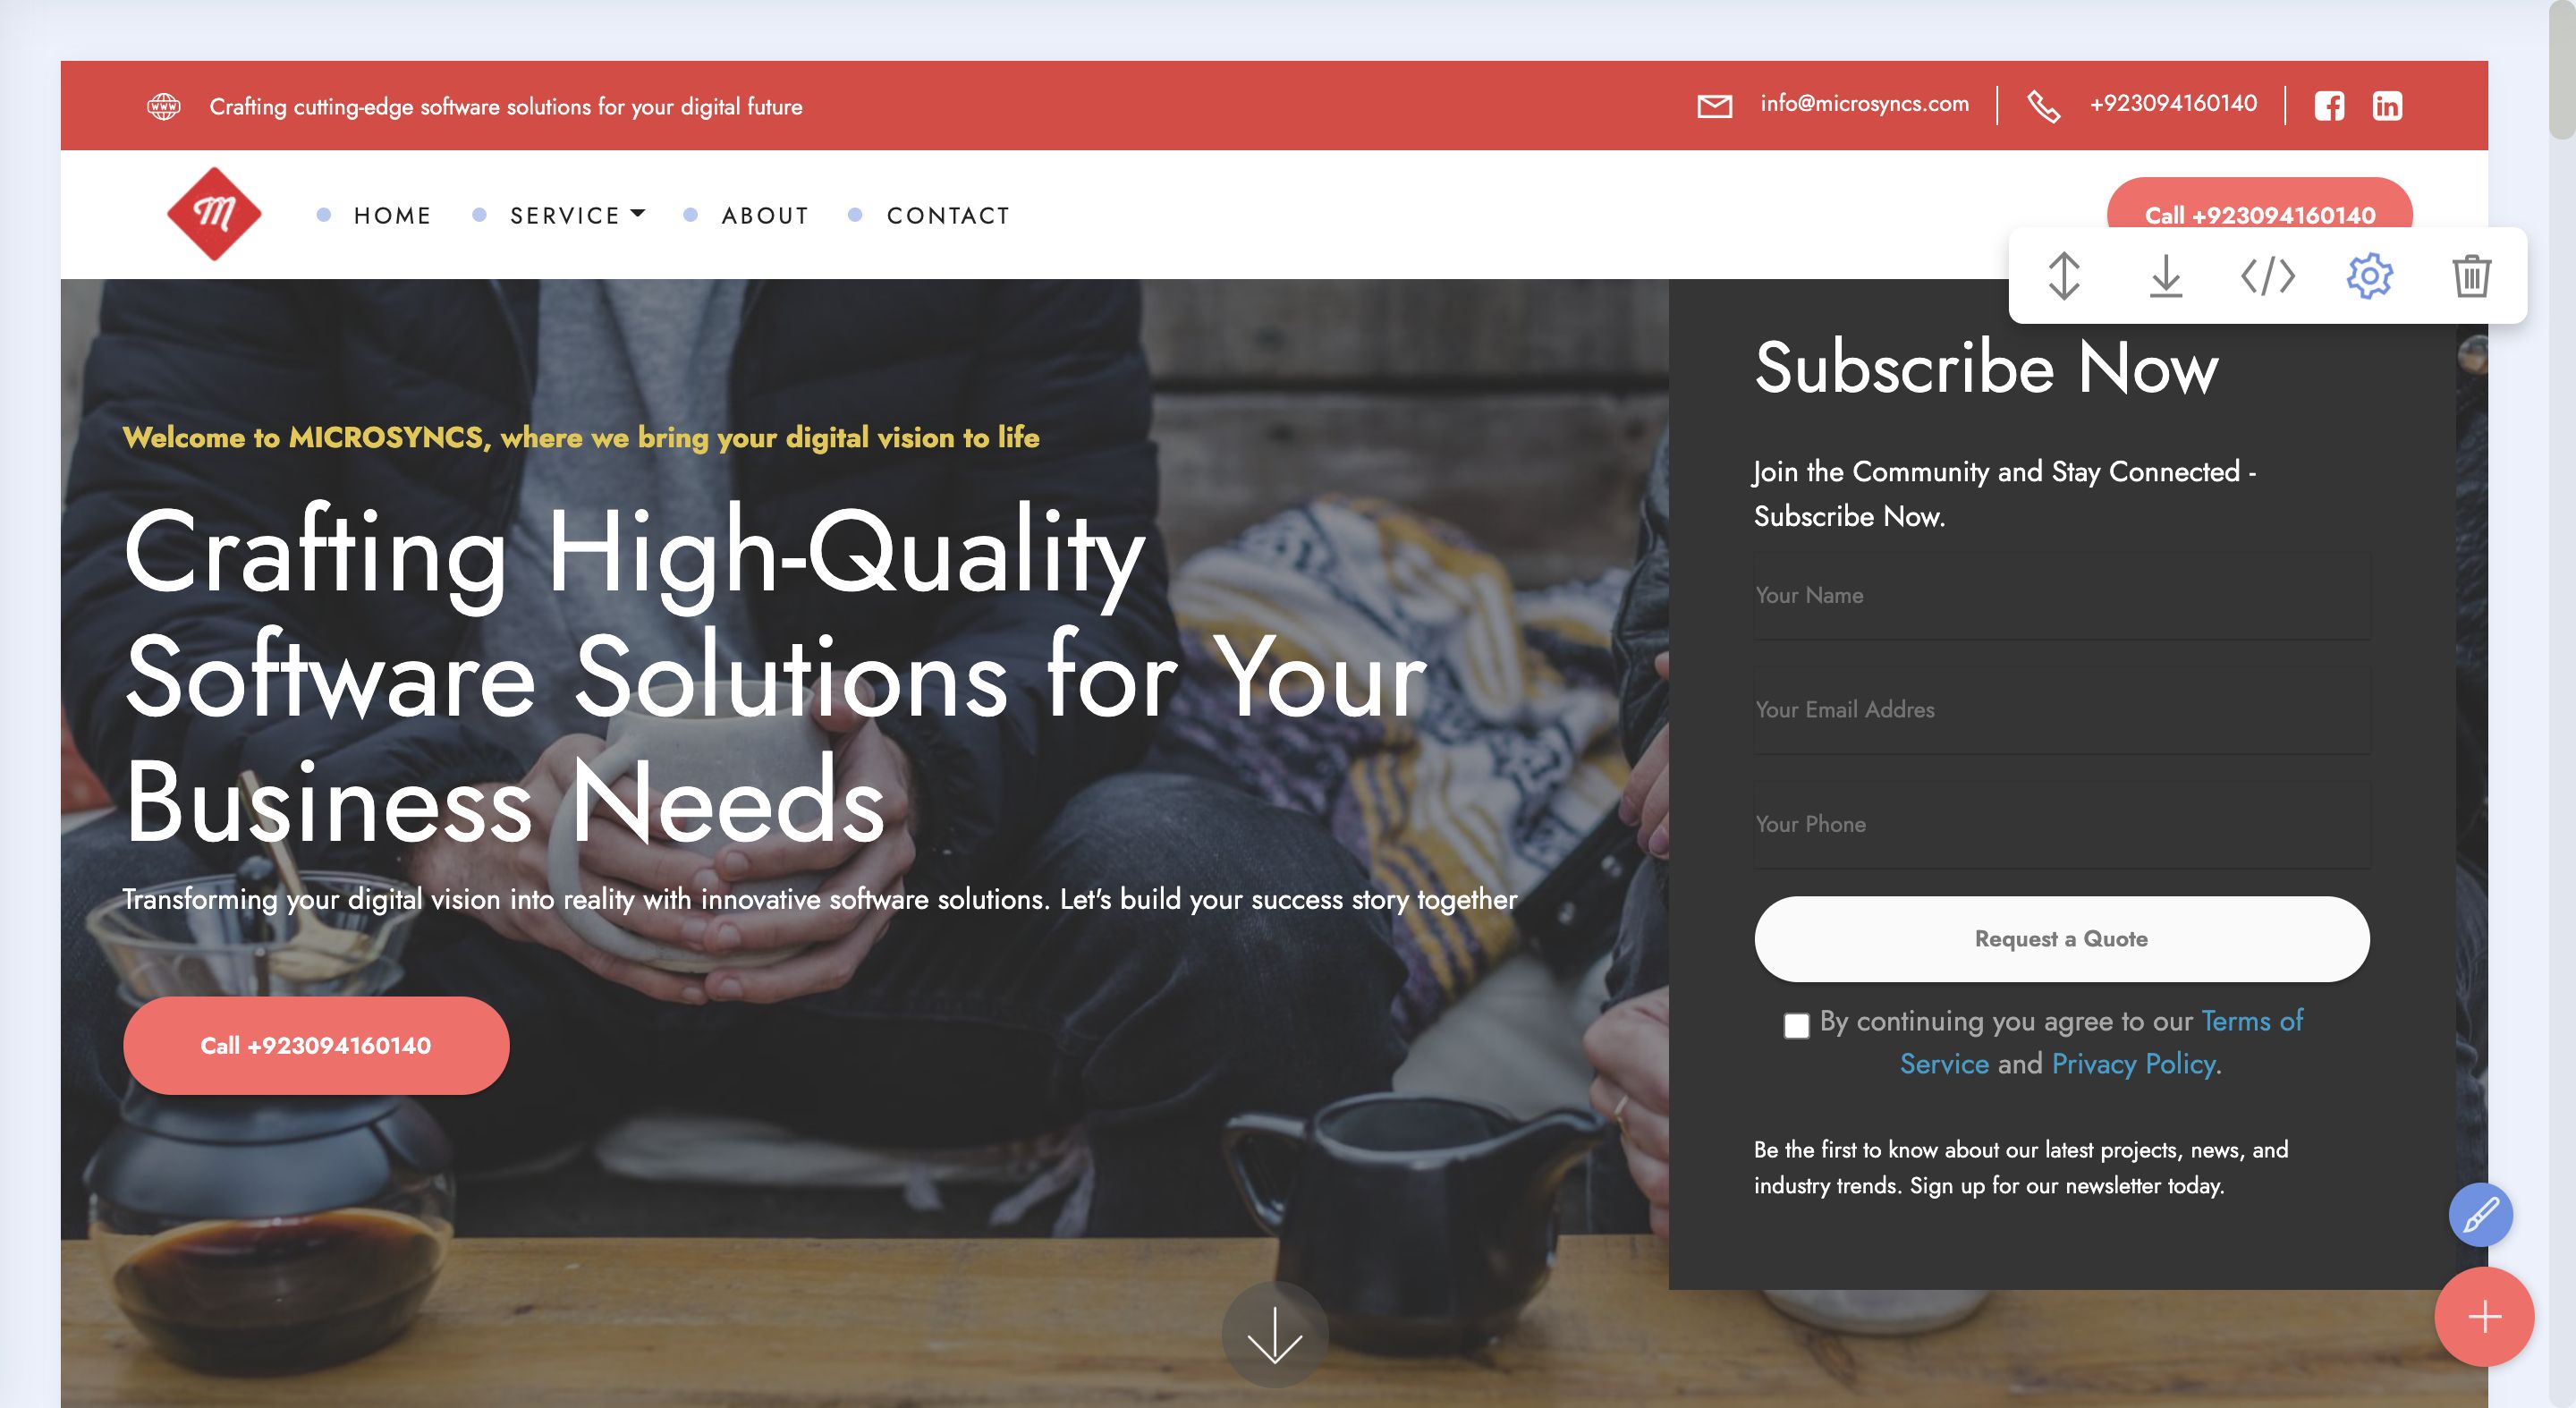 WWW Crafting cutting-edge software solutions for your digital future
info@microsyncs.com +923094160140
M HOME SERVICE ABOUT CONTACT
Call +923094160140
Welcome to MICROSYNCS, where we bring your digital vision to life
Crafting High-Quality
Software Solutions for Your
Business Needs
Transforming your digital vision into reality with innovative software solutions. Let's build your success story together
Call +923094160140
Subscribe Now
Join the Community and Stay Connected -
Subscribe Now.
Your Name
Your Email Addres
Your Phone
Request a Quote
By continuing you agree to our Terms of
Service and Privacy Policy.
Be the first to know about our latest projects, news, and
industry trends. Sign up for our newsletter today.